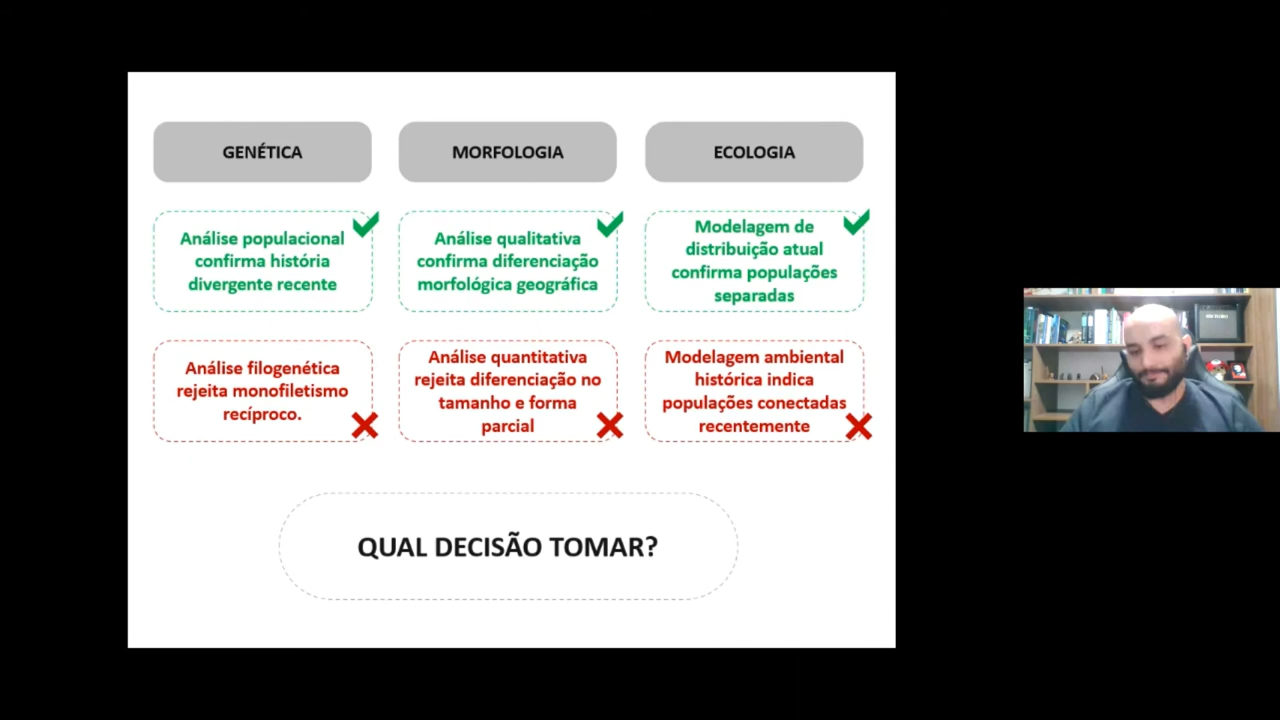 GENÉTICA
MORFOLOGIA
ECOLOGIA
Análise populacional
confirma história
divergente recente
Análise qualitativa
confirma diferenciação
morfológica geográfica
Modelagem de
distribuição atual
confirma populações
separadas
Análise filogenética
rejeita monofiletismo
recíproco.
Análise quantitativa
rejeita diferenciação no
tamanho e forma
parcial
Modelagem ambiental
histórica indica
populações conectadas
recentemente
QUAL DECISÃO TOMAR?